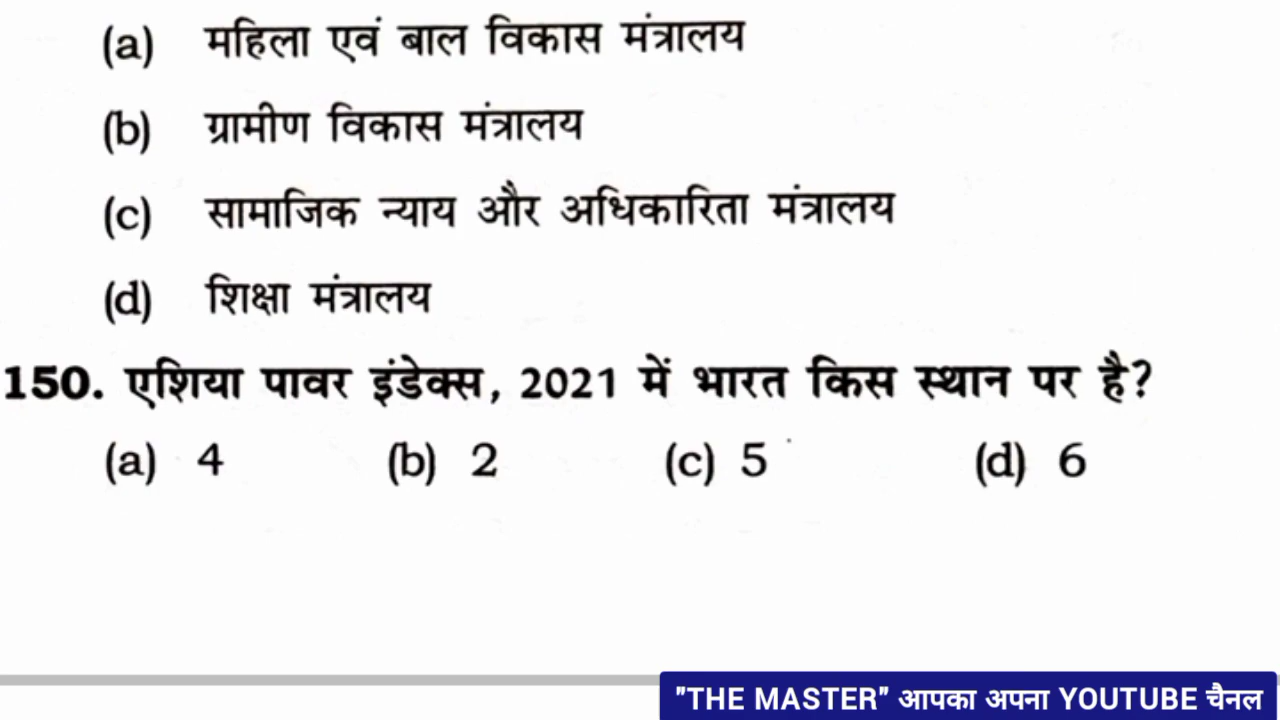 (a) महिला एवं बाल विकास मंत्रालय
(b) ग्रामीण विकास मंत्रालय
(c) सामाजिक न्याय और अधिकारिता मंत्रालय
(d) शिक्षा मंत्रालय
150. एशिया पावर इंडेक्स, 2021 में भारत किस स्थान पर है?
(a) 4 (b) 2 (c) 5 (d) 6
"THE MASTER" आपका अपना YOUTUBE चैनल